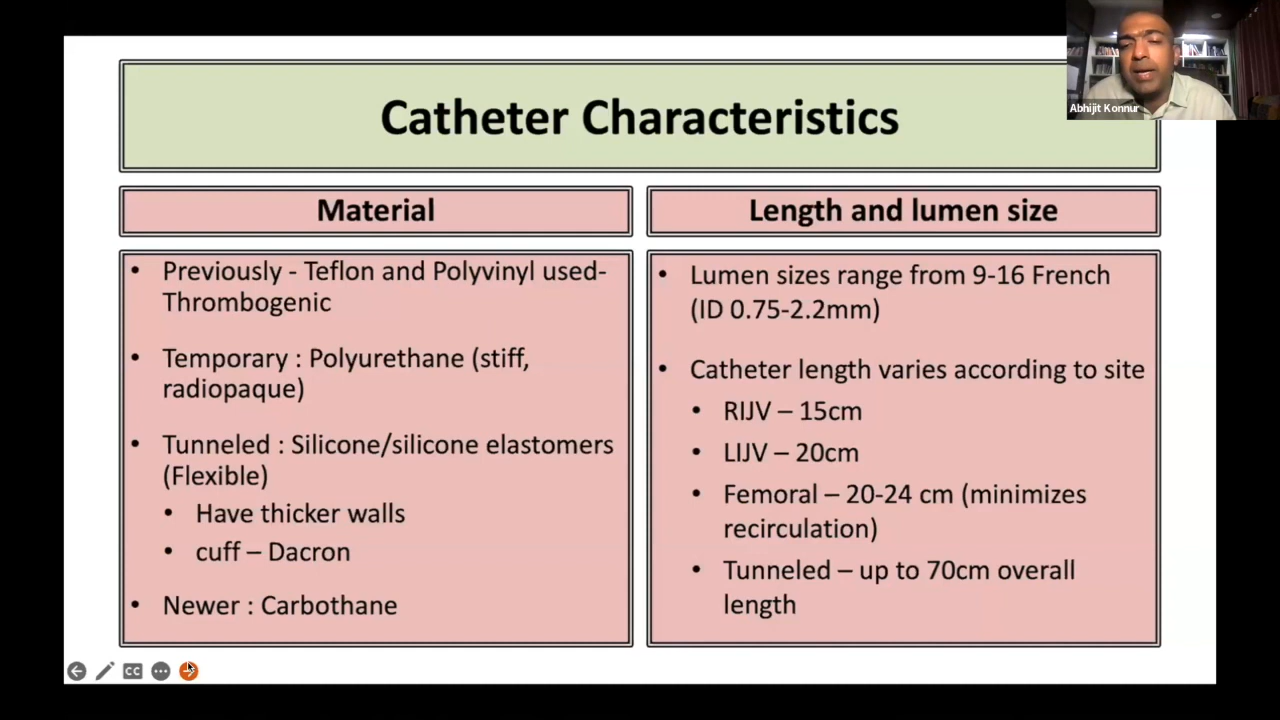 Abhijit Konnur
Catheter Characteristics
Material
• Previously - Teflon and Polyvinyl used-
Thrombogenic
• Temporary : Polyurethane (stiff,
radiopaque)
• Tunneled : Silicone/silicone elastomers
(Flexible)
• Have thicker walls
• cuff – Dacron
• Newer : Carbothane
Length and lumen size
• Lumen sizes range from 9-16 French
(ID 0.75-2.2mm)
• Catheter length varies according to site
• RIJV – 15cm
• LIJV – 20cm
• Femoral – 20-24 cm (minimizes
recirculation)
• Tunneled – up to 70cm overall
length
CC